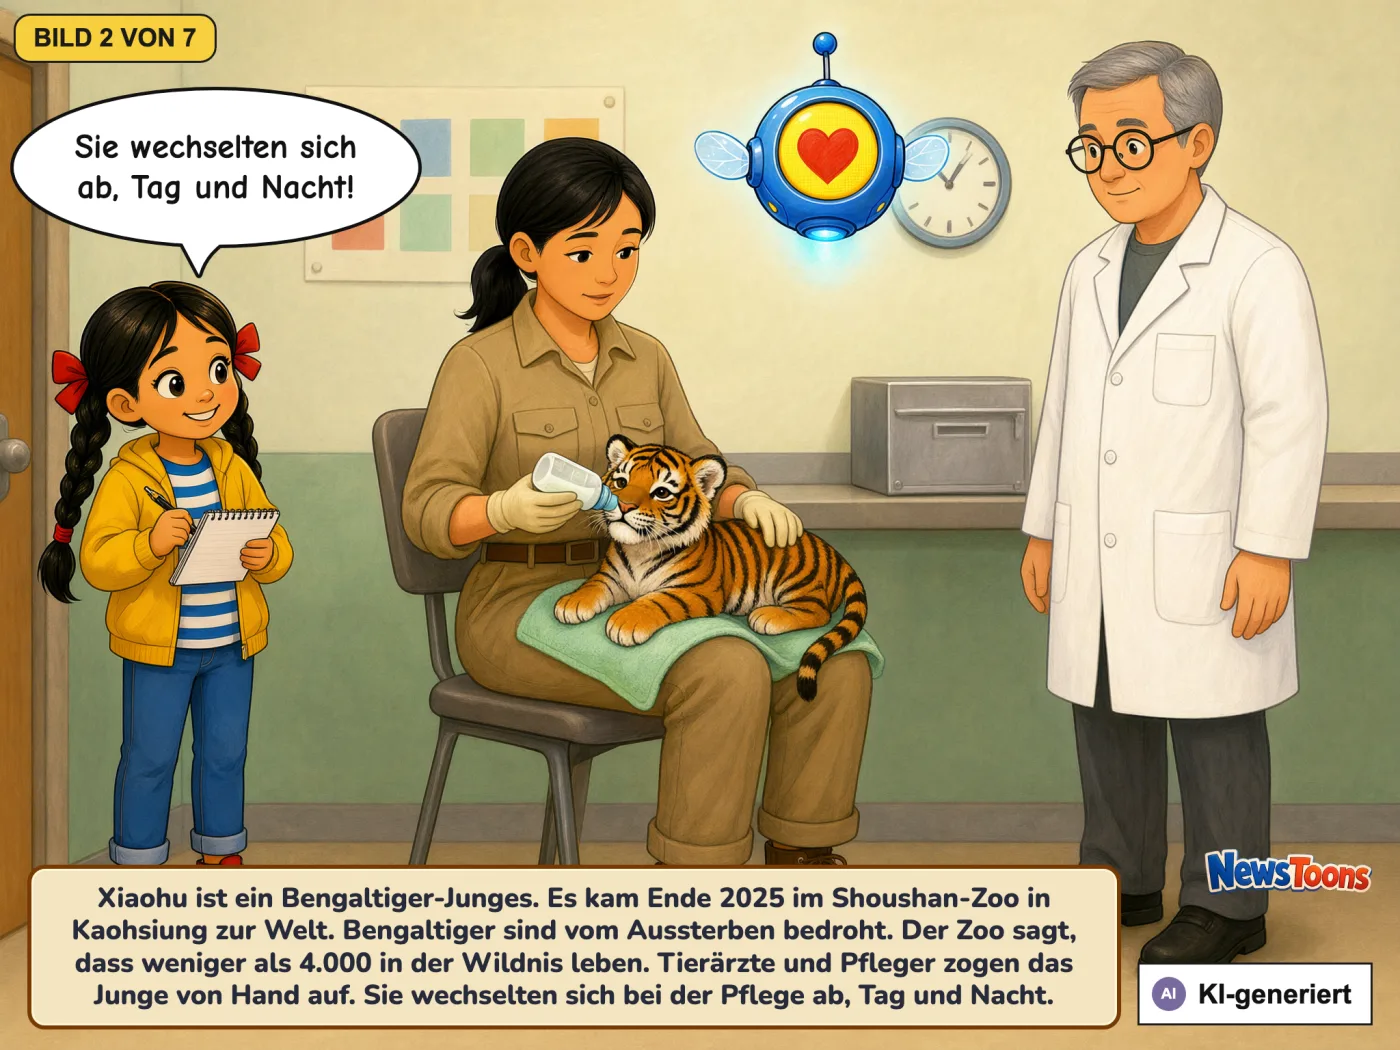 BILD 2 VON 7
Sie wechselten sich
ab, Tag und Nacht!
Xiaohu ist ein Bengaltiger-Junges. Es kam Ende 2025 im Shoushan-Zoo in
Kaohsiung zur Welt. Bengaltiger sind vom Aussterben bedroht. Der Zoo sagt,
dass weniger als 4.000 in der Wildnis leben. Tierärzte und Pfleger zogen das
Junge von Hand auf. Sie wechselten sich bei der Pflege ab, Tag und Nacht.
NewsToons
AI KI-generiert